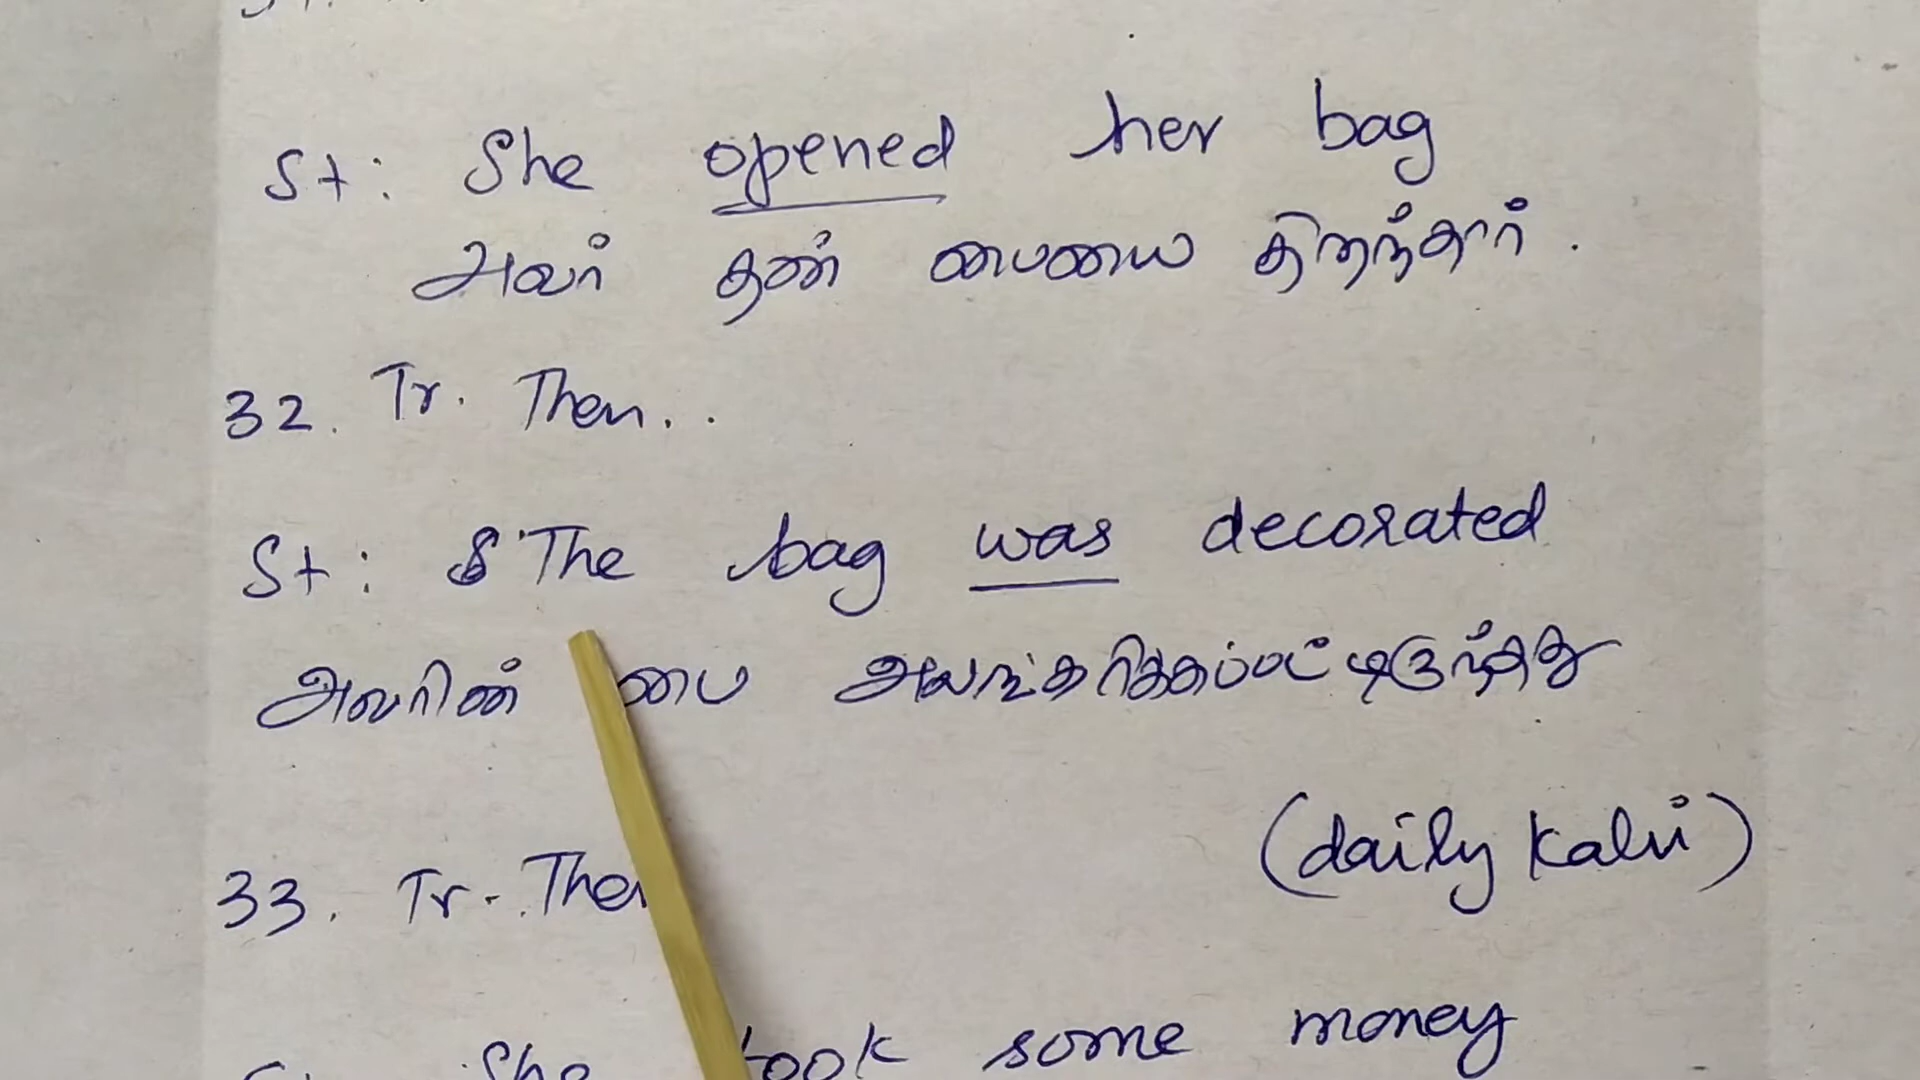 St: She opened her bag
அவர் தன் பையை திறந்தார்.
32. Tr. Then..
St: The bag was decorated
அவரின் பை அலங்கரிக்கப்பட்டிருந்தது
(daily Kalvi)
33. Tr. Then
She took some money